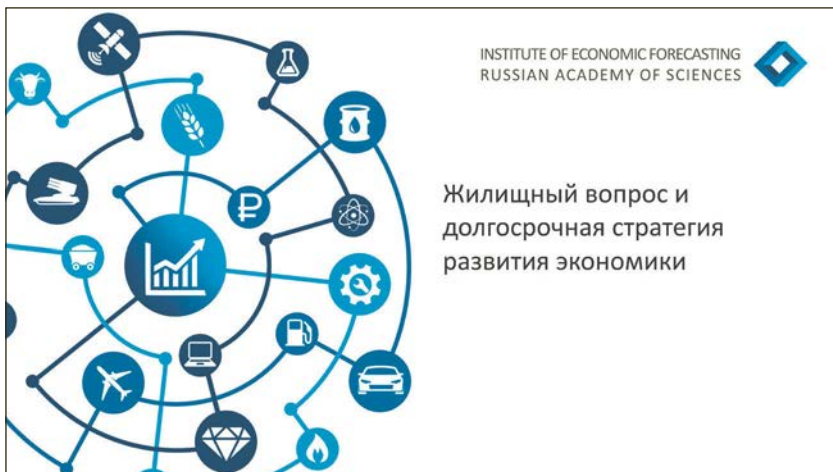 INSTITUTE OF ECONOMIC FORECASTING
RUSSIAN ACADEMY OF SCIENCES
Жилищный вопрос и
долгосрочная стратегия
развития экономики